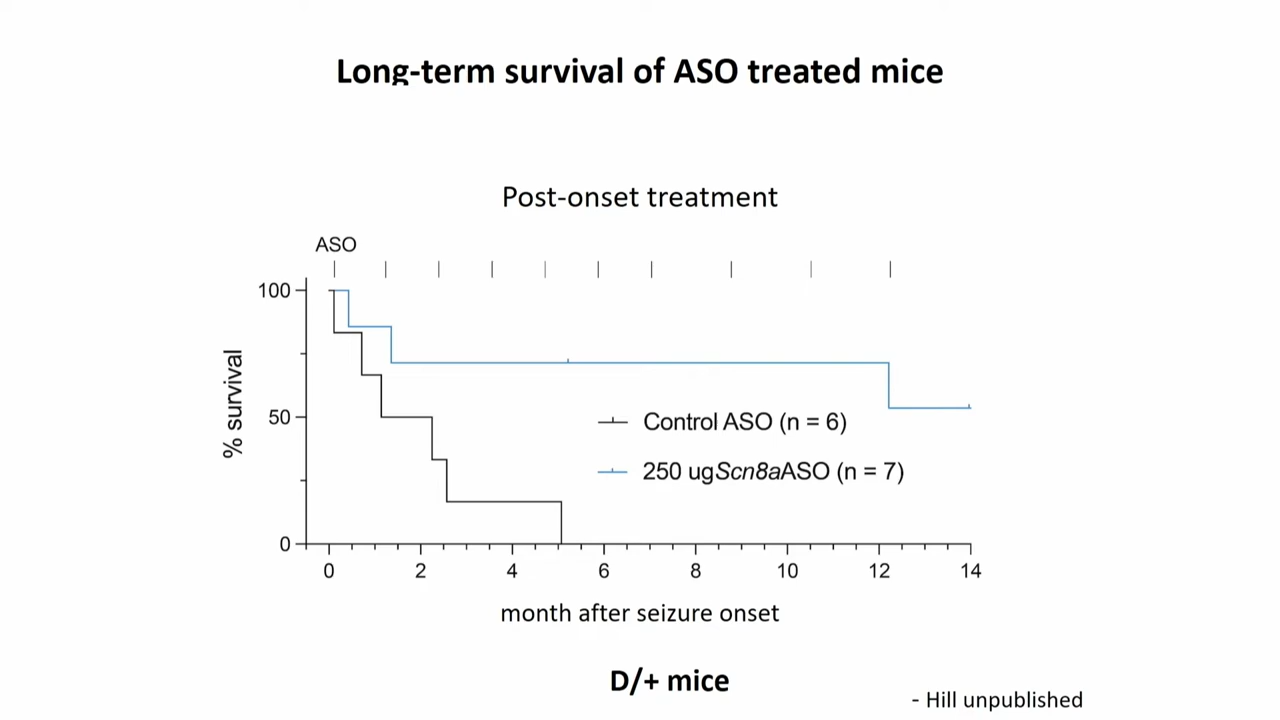 Long-term survival of ASO treated mice
Post-onset treatment
ASO
100
50
0
% survival
Control ASO (n = 6)
250 ugScn8aASO (n = 7)
0 2 4 6 8 10 12 14
month after seizure onset
D/+ mice
- Hill unpublished